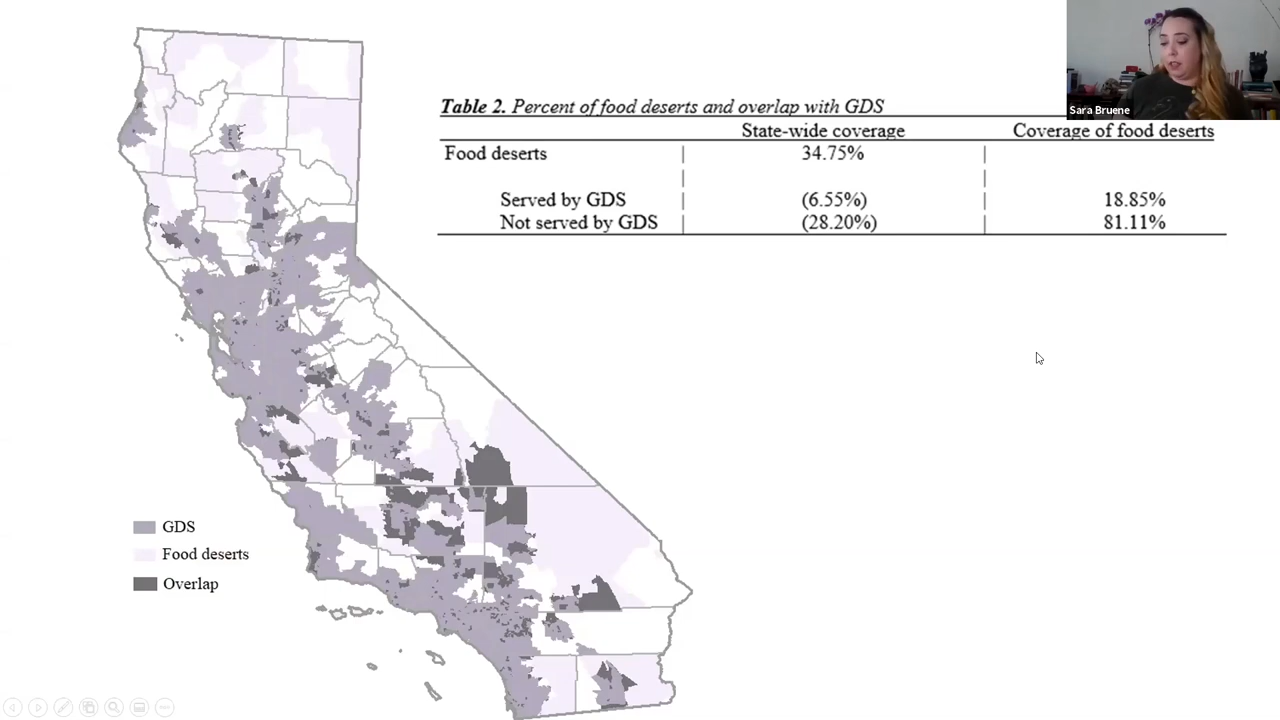 Sara Bruene
Table 2. Percent of food deserts and overlap with GDS
State-wide coverage Coverage of food deserts
Food deserts 34.75%
Served by GDS (6.55%) 18.85%
Not served by GDS (28.20%) 81.11%
GDS
Food deserts
Overlap